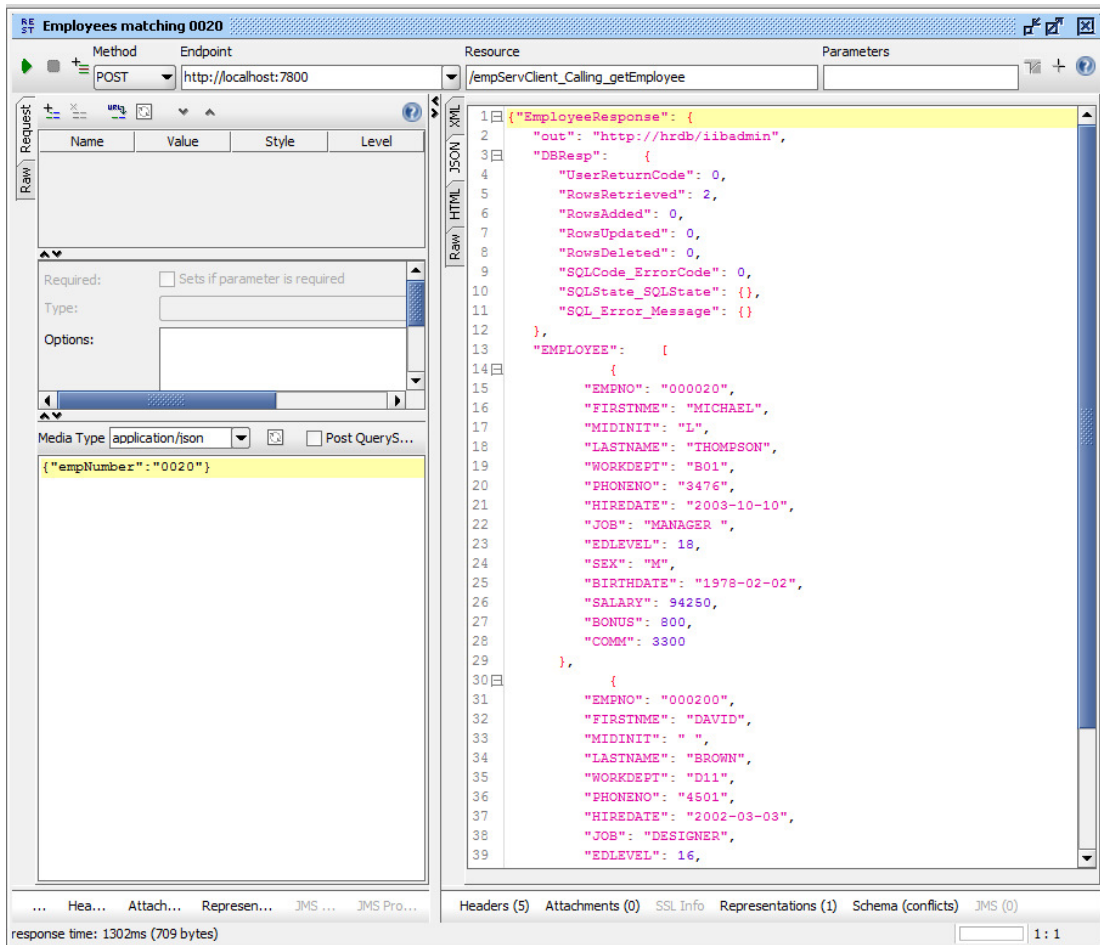 RE
ST Employees matching 0020
Method Endpoint Resource Parameters
POST http://localhost:7800 /empServClient_Calling_getEmployee
Request
Raw
Name Value Style Level
Required: Sets if parameter is required
Type:
Options:
Media Type application/json Post QueryS...
{"empNumber":"0020"}
... Hea... Attach... Represen... JMS ... JMS Pro...
XML
JSON
HTML
Raw
1 {"EmployeeResponse": {
2 "out": "http://hrdb/iibadmin",
3 "DBResp": {
4 "UserReturnCode": 0,
5 "RowsRetrieved": 2,
6 "RowsAdded": 0,
7 "RowsUpdated": 0,
8 "RowsDeleted": 0,
9 "SQLCode_ErrorCode": 0,
10 "SQLState_SQLState": {},
11 "SQL_Error_Message": {}
12 },
13 "EMPLOYEE": [
14 {
15 "EMPNO": "000020",
16 "FIRSTNME": "MICHAEL",
17 "MIDINIT": "L",
18 "LASTNAME": "THOMPSON",
19 "WORKDEPT": "B01",
20 "PHONENO": "3476",
21 "HIREDATE": "2003-10-10",
22 "JOB": "MANAGER ",
23 "EDLEVEL": 18,
24 "SEX": "M",
25 "BIRTHDATE": "1978-02-02",
26 "SALARY": 94250,
27 "BONUS": 800,
28 "COMM": 3300
29 },
30 {
31 "EMPNO": "000200",
32 "FIRSTNME": "DAVID",
33 "MIDINIT": " ",
34 "LASTNAME": "BROWN",
35 "WORKDEPT": "D11",
36 "PHONENO": "4501",
37 "HIREDATE": "2002-03-03",
38 "JOB": "DESIGNER",
39 "EDLEVEL": 16,
Headers (5) Attachments (0) SSL Info Representations (1) Schema (conflicts) JMS (0)
response time: 1302ms (709 bytes) 1 : 1